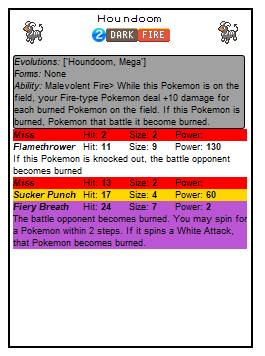 Houndoom
2 DARK FIRE
Evolutions: ['Houndoom, Mega']
Forms: None
Ability: Malevolent Fire> While this Pokemon is on the
field, your Fire-type Pokemon deal +10 damage for
each burned Pokemon on the field. If this Pokemon is
burned, Pokemon that battle it become burned.
Miss Hit: 2 Size: 2 Power:
Flamethrower Hit: 11 Size: 9 Power: 130
If this Pokemon is knocked out, the battle opponent
becomes burned
Miss Hit: 13 Size: 2 Power:
Sucker Punch Hit: 17 Size: 4 Power: 60
Fiery Breath Hit: 24 Size: 7 Power: 2
The battle opponent becomes burned. You may spin for
a Pokemon within 2 steps. If it spins a White Attack,
that Pokemon becomes burned.